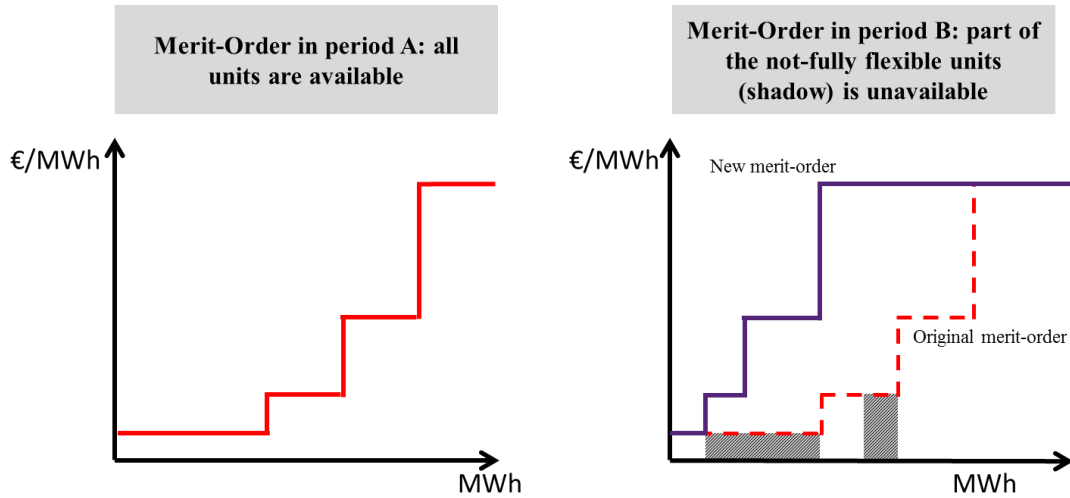 Merit-Order in period A: all
units are available
Merit-Order in period B: part of
the not-fully flexible units
(shadow) is unavailable
€/MWh
MWh
€/MWh
New merit-order
Original merit-order
MWh